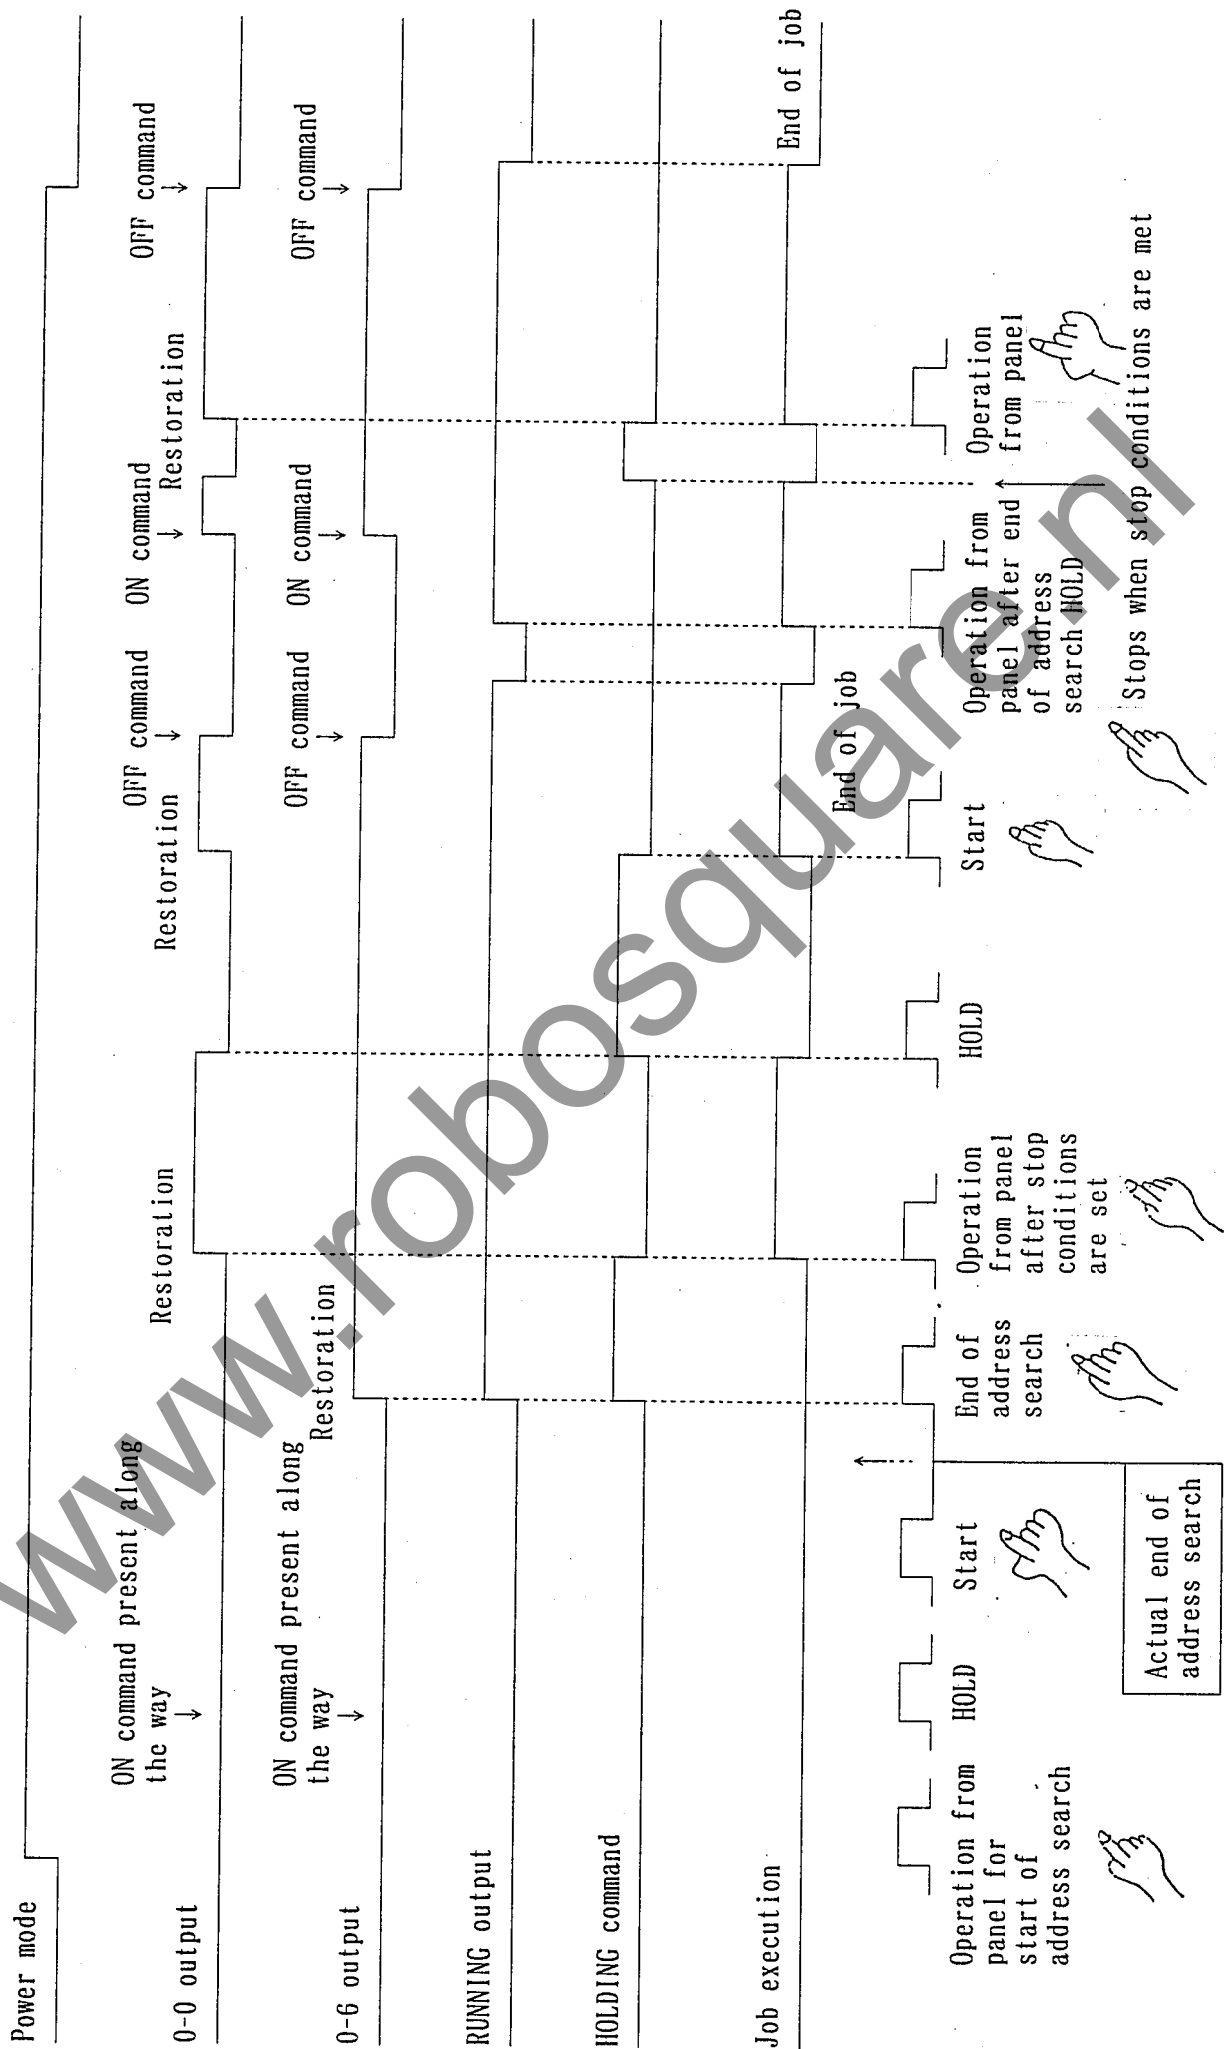 Power mode
0-0 output
ON command present along
the way
Restoration
Restoration
OFF command
ON command
Restoration
OFF command
0-6 output
ON command present along
the way
Restoration
OFF command
ON command
OFF command
RUNNING output
HOLDING command
Job execution
End of job
End of job
Operation from
panel for
start of
address search
HOLD
Start
End of
address
search
Operation
from panel
after stop
conditions
are set
HOLD
Start
Operation from
panel after end
of address
search HOLD
Operation
from panel
Stops when stop conditions are met
Actual end of
address search
www.robosquare.nl